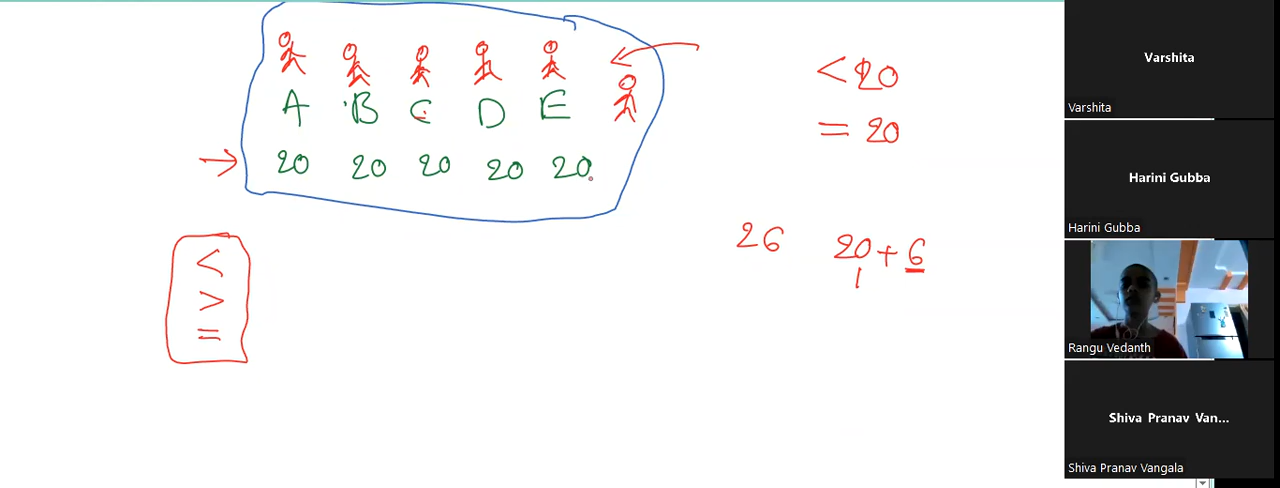 A B C D E
20 20 20 20 20
<20
= 20
26 20+6
<
>
=
Varshita
Varshita
Harini Gubba
Harini Gubba
Rangu Vedanth
Shiva Pranav Van...
Shiva Pranav Vangala